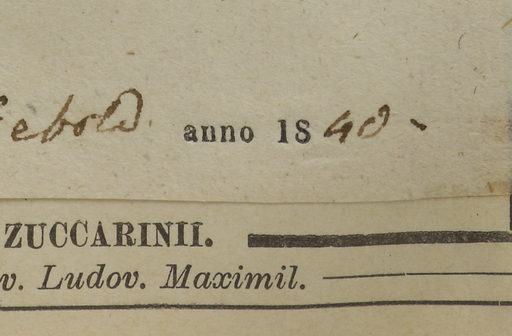 ebold. anno 1840-
ZUCCARINII.
v. Ludov. Maximil.